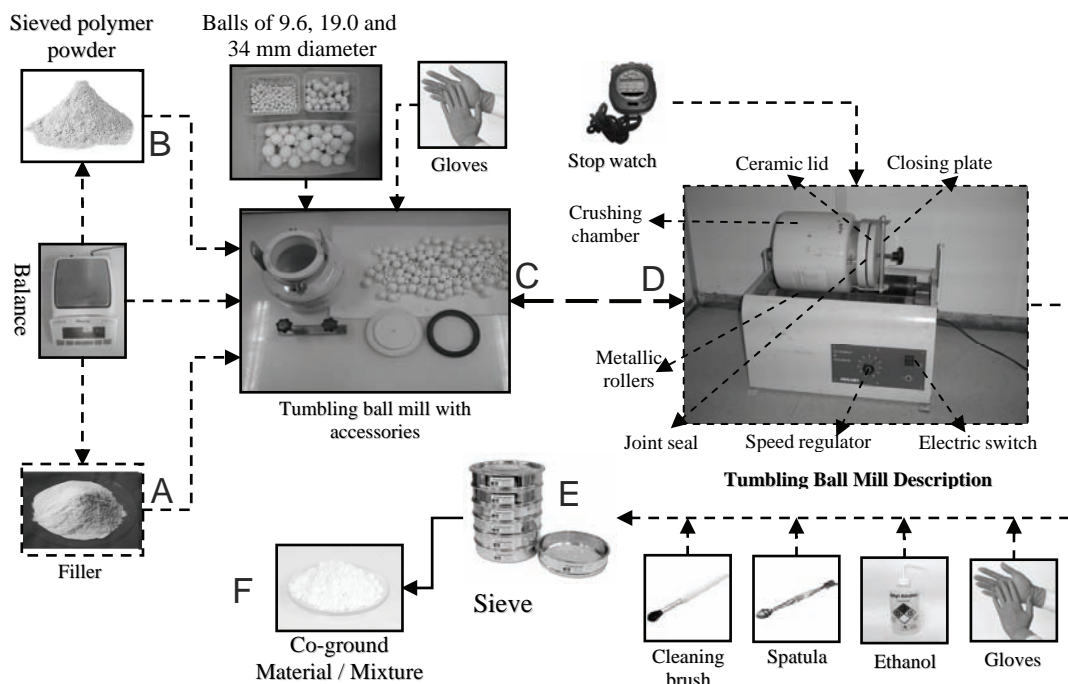 Sieved polymer
powder
Balls of 9.6, 19.0 and
34 mm diameter
B
Gloves
Stop watch
Ceramic lid
Closing plate
Crushing
chamber
Balance
C
D
Metallic
rollers
Tumbling ball mill with
accessories
Joint seal
Speed regulator
Electric switch
A
Filler
E
Tumbling Ball Mill Description
F
Sieve
Co-ground
Material / Mixture
Cleaning
brush
Spatula
Ethanol
Gloves